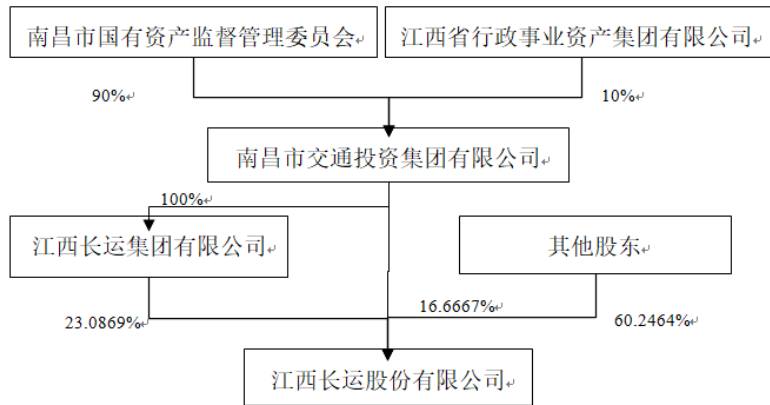 南昌市国有资产监督管理委员会
江西省行政事业资产集团有限公司
90%
10%
南昌市交通投资集团有限公司
100%
江西长运集团有限公司
其他股东
16.6667%
23.0869%
60.2464%
江西长运股份有限公司